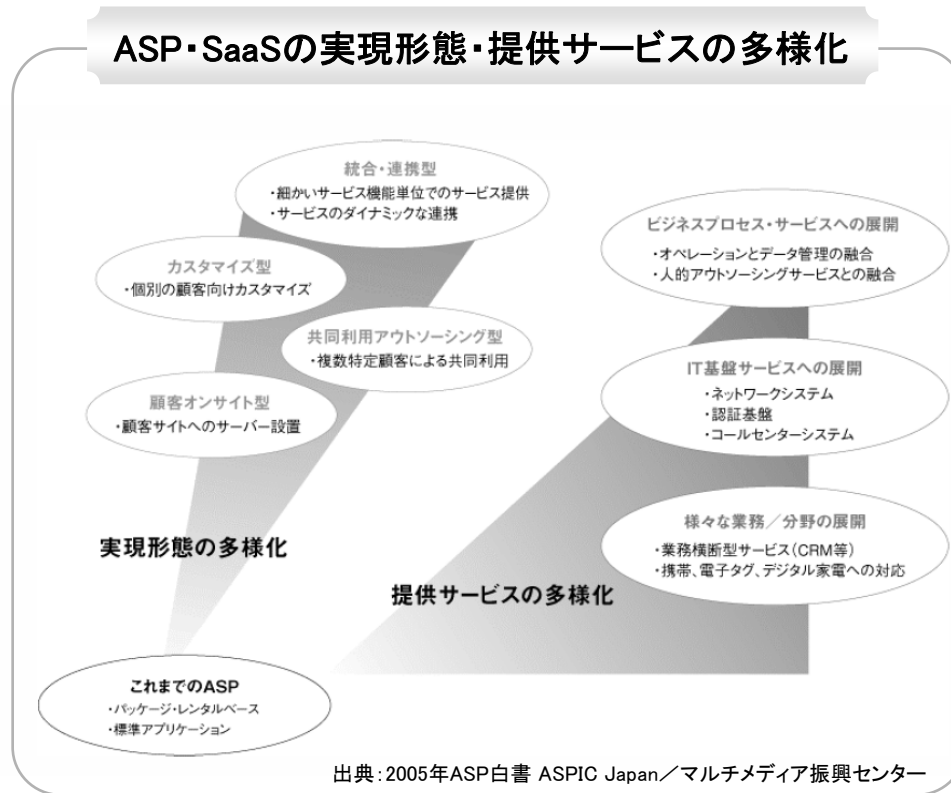 ASP・SaaSの実現形態・提供サービスの多様化
統合・連携型
・細かいサービス機能単位でのサービス提供
・サービスのダイナミックな連携
カスタマイズ型
・個別の顧客向けカスタマイズ
共同利用アウトソーシング型
・複数特定顧客による共同利用
顧客オンサイト型
・顧客サイトへのサーバー設置
実現形態の多様化
これまでのASP
・パッケージ・レンタルベース
・標準アプリケーション
ビジネスプロセス・サービスへの展開
・オペレーションとデータ管理の融合
・人的アウトソーシングサービスとの融合
IT基盤サービスへの展開
・ネットワークシステム
・認証基盤
・コールセンターシステム
様々な業務／分野の展開
・業務横断型サービス（CRM等）
・携帯、電子タグ、デジタル家電への対応
提供サービスの多様化
出典：2005年ASP白書 ASPIC Japan／マルチメディア振興センター